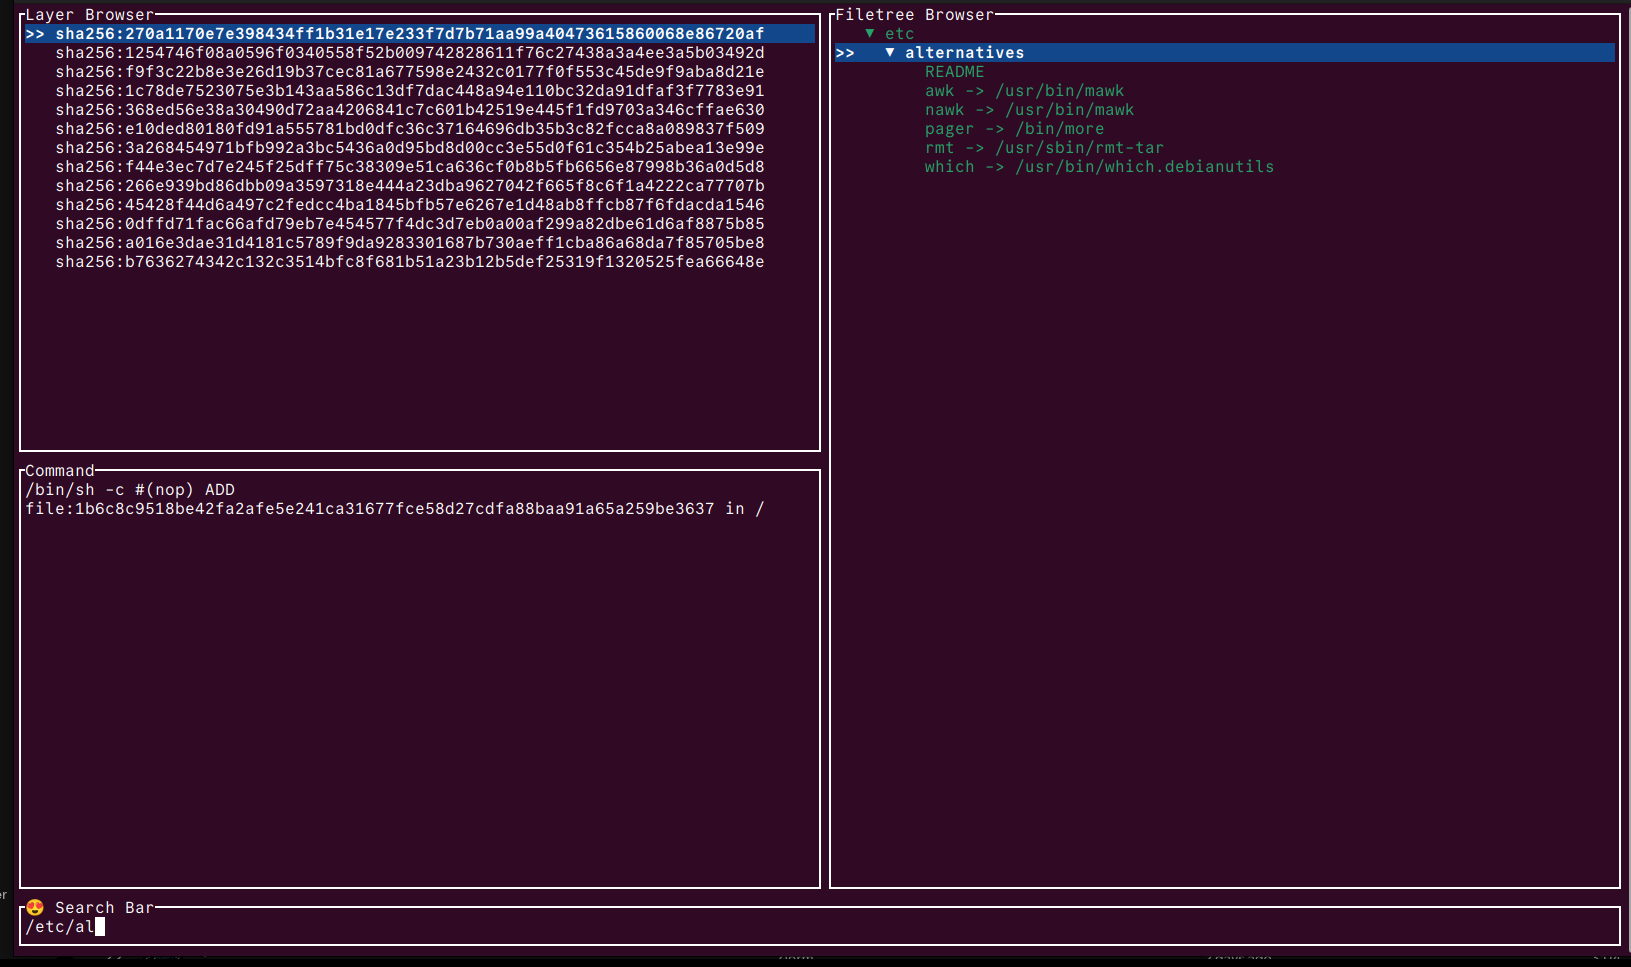 Layer Browser
>> sha256:270a1170e7e398434ff1b31e17e233f7d7b71aa99a40473615860068e86720af
sha256:1254746f08a0596f0340558f52b009742828611f76c27438a3a4ee3a5b03492d
sha256:f9f3c22b8e3e26d19b37cec81a677598e2432c0177f0f553c45de9f9aba8d21e
sha256:1c78de7523075e3b143aa586c13df7dac448a94e110bc32da91dfaf3f7783e91
sha256:368ed56e38a30490d72aa4206841c7c601b42519e445f1fd9703a346cffae630
sha256:e10ded80180fd91a555781bd0dfc36c37164696db35b3c82fcca8a089837f509
sha256:3a268454971bfb992a3bc5436a0d95bd8d00cc3e55d0f61c354b25abea13e99e
sha256:f44e3ec7d7e245f25dff75c38309e51ca636cf0b8b5fb6656e87998b36a0d5d8
sha256:266e939bd86dbb09a3597318e444a23dba9627042f665f8c6f1a4222ca77707b
sha256:45428f44d6a497c2fedcc4ba1845bfb57e6267e1d48ab8ffcb87f6fdacda1546
sha256:0dffd71fac66afd79eb7e454577f4dc3d7eb0a00af299a82dbe61d6af8875b85
sha256:a016e3dae31d4181c5789f9da9283301687b730aeff1cba86a68da7f85705be8
sha256:b7636274342c132c3514bfc8f681b51a23b12b5def25319f1320525fea66648e
Command
/bin/sh -c #(nop) ADD
file:1b6c8c9518be42fa2afe5e241ca31677fce58d27cdfa88baa91a65a259be3637 in /
Filetree Browser
▼ etc
>> ▼ alternatives
README
awk -> /usr/bin/mawk
nawk -> /usr/bin/mawk
pager -> /bin/more
rmt -> /usr/sbin/rmt-tar
which -> /usr/bin/which.debianutils
😍 Search Bar
/etc/al